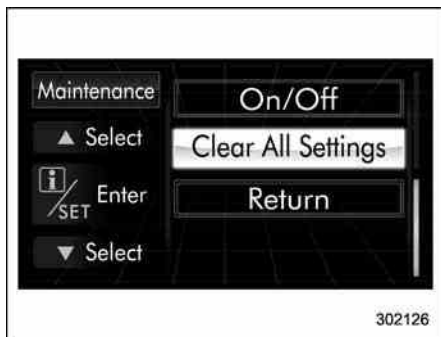 Maintenance
▲ Select
i/SET Enter
▼ Select
On/Off
Clear All Settings
Return
302126